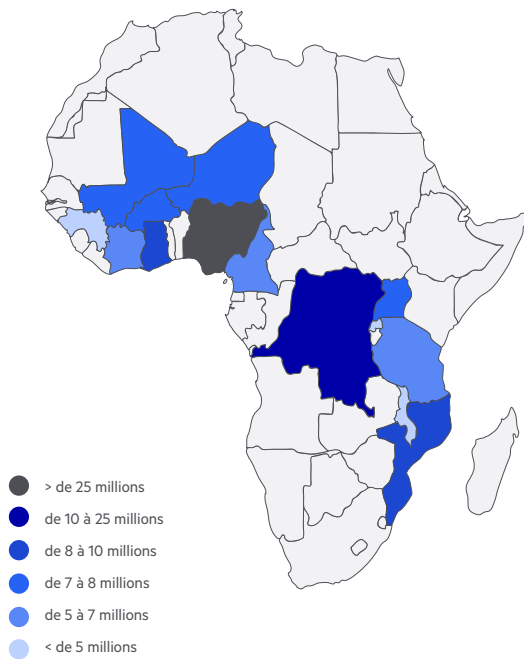 > de 25 millions
de 10 à 25 millions
de 8 à 10 millions
de 7 à 8 millions
de 5 à 7 millions
< de 5 millions